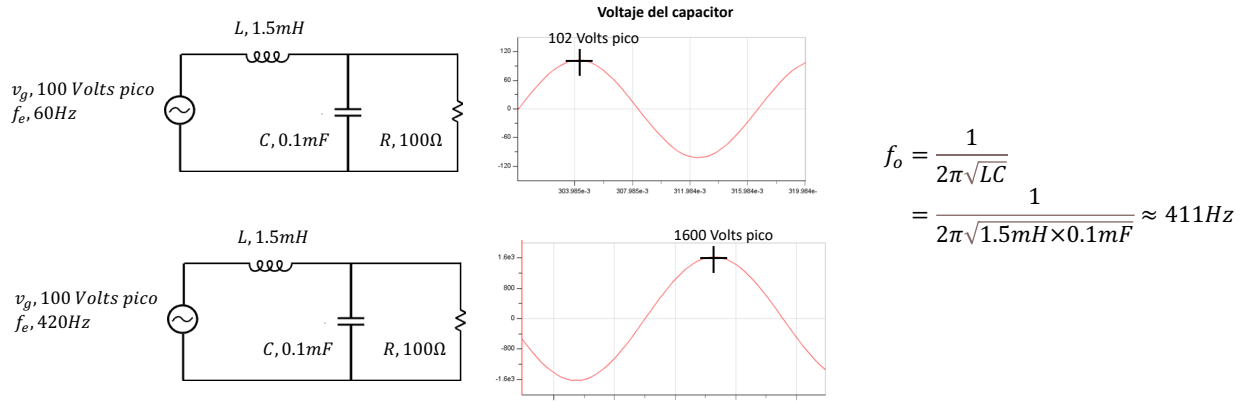 L, 1.5mH
v_g, 100 Volts pico
f_e, 60Hz
C, 0.1mF
R, 100Ω
Voltaje del capacitor
102 Volts pico
120
60
0
-60
-120
303.985e-3
307.985e-3
311.984e-3
315.984e-3
319.984e-
L, 1.5mH
v_g, 100 Volts pico
f_e, 420Hz
C, 0.1mF
R, 100Ω
1600 Volts pico
1.6e3
800
0
-800
-1.6e3
f_o = 1 / 2π√LC
= 1 / 2π√1.5mH×0.1mF ≈ 411Hz